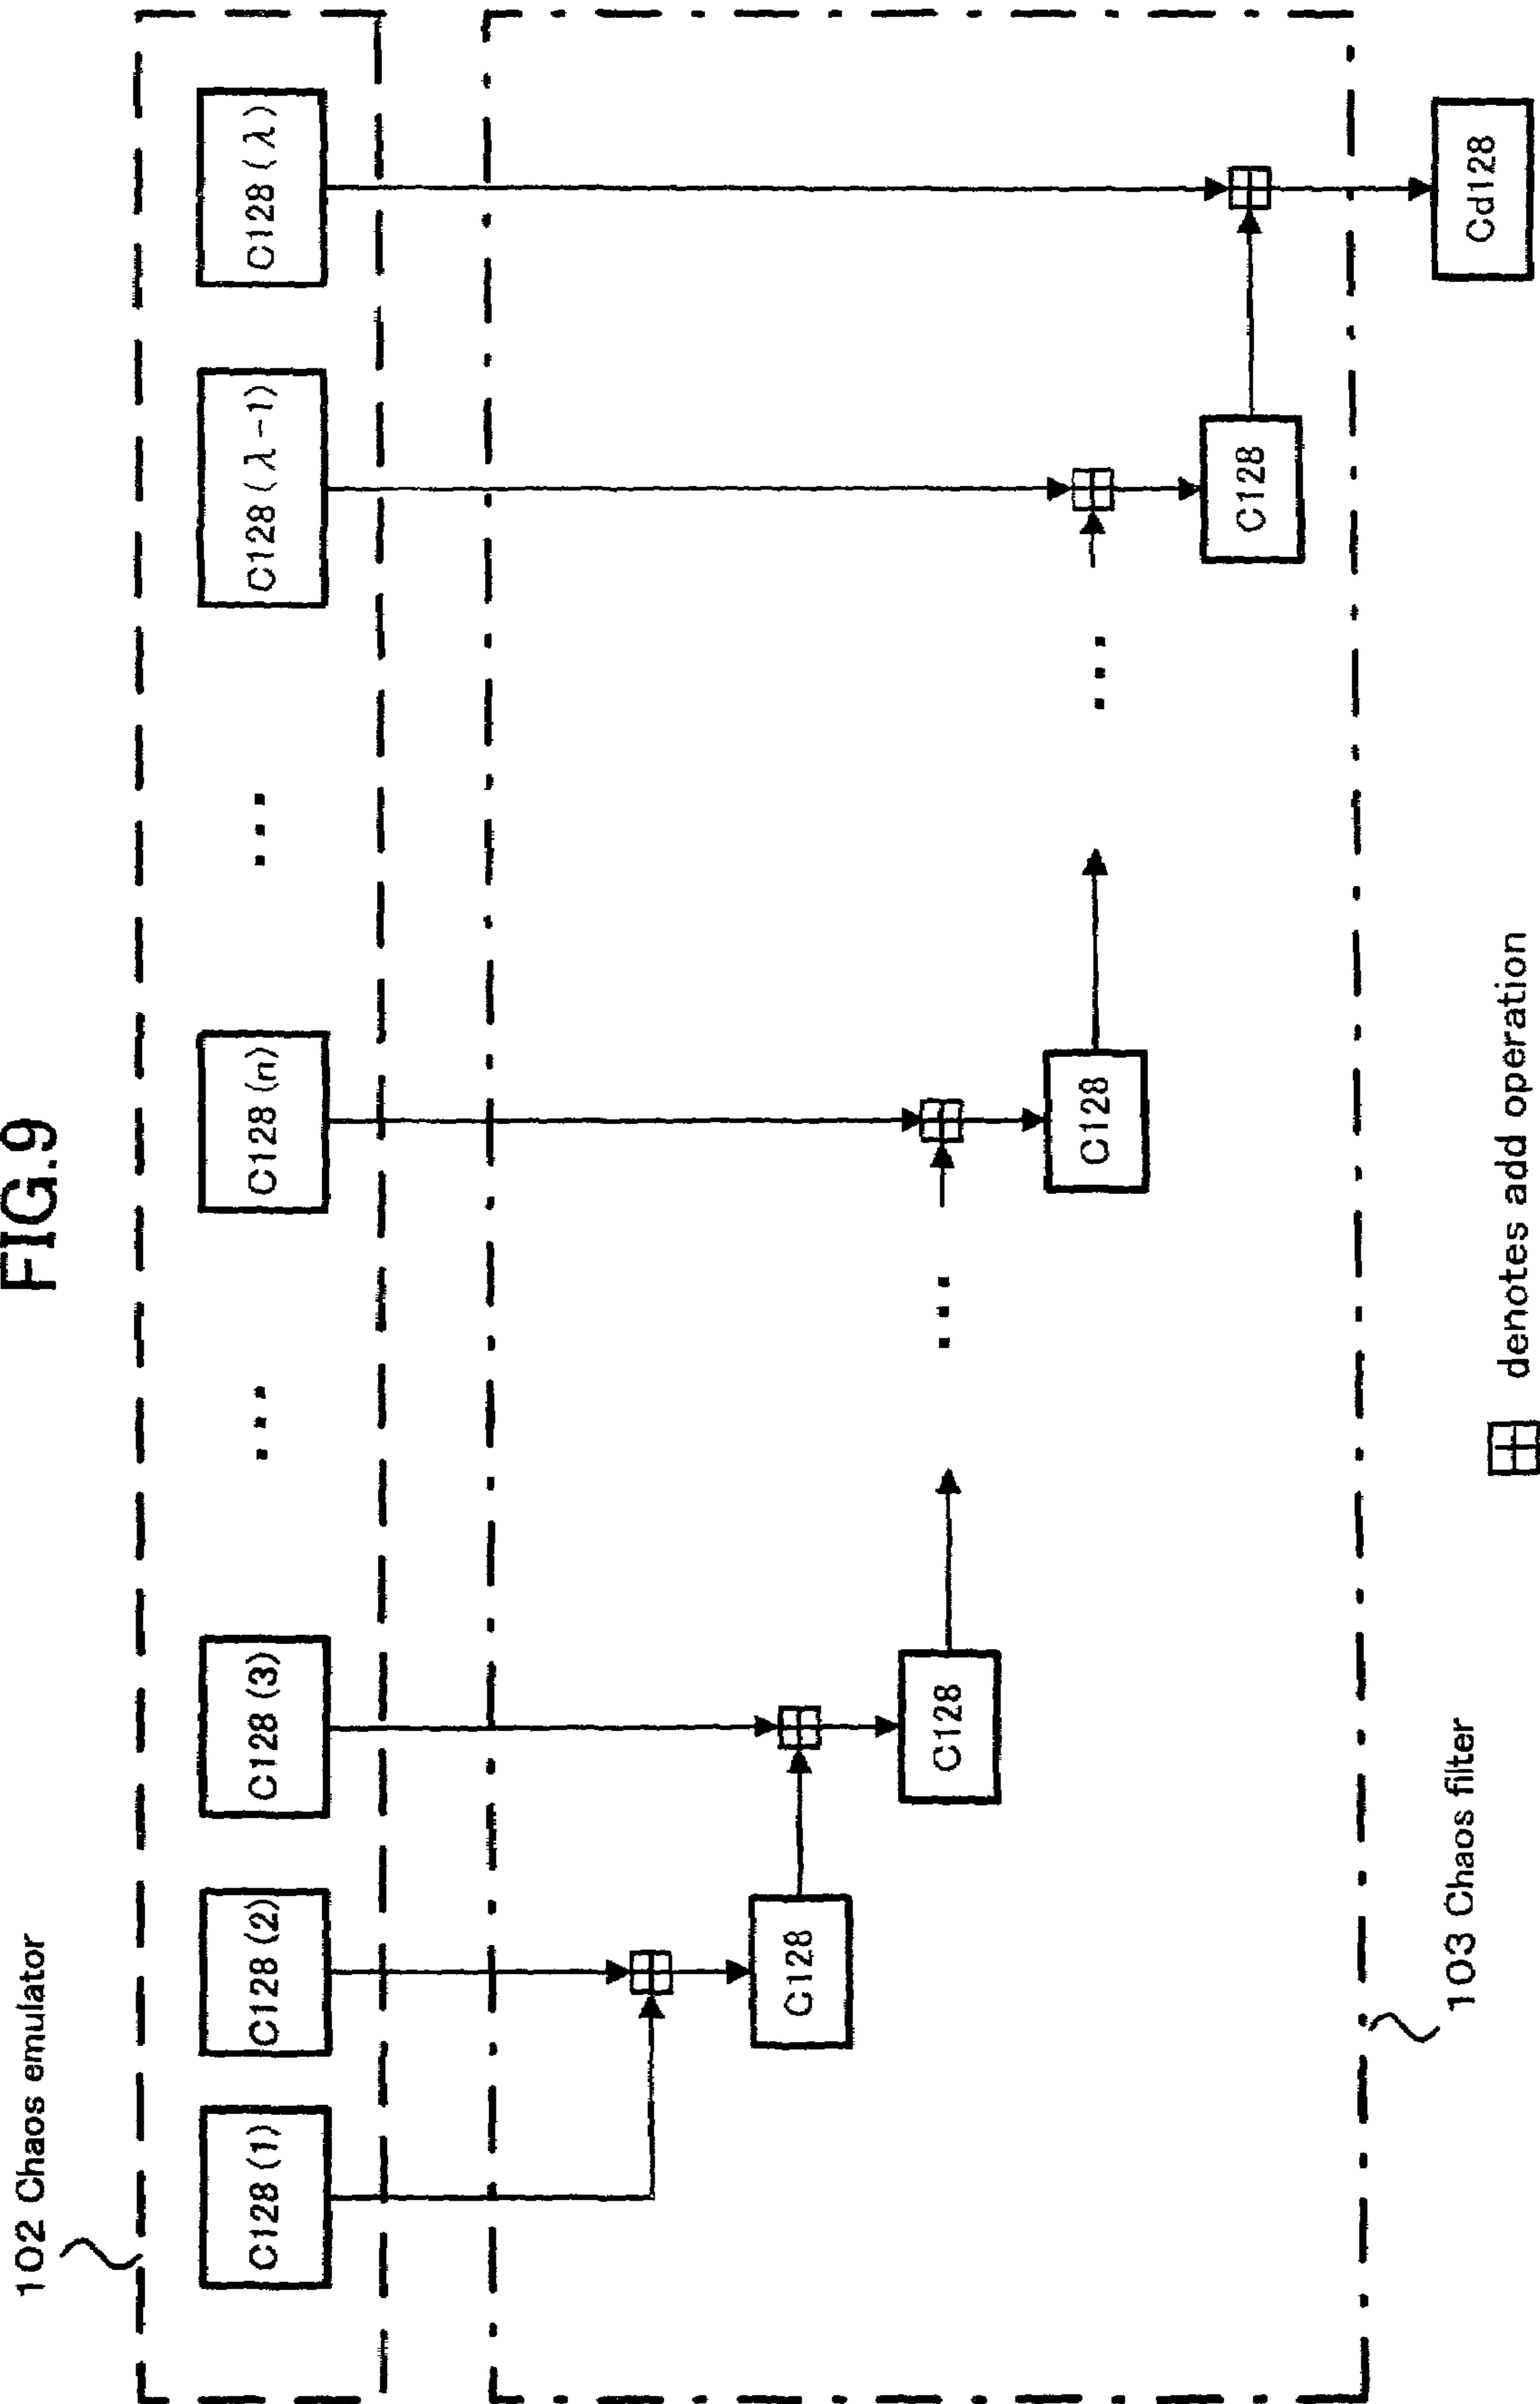 FIG.9
102 Chaos emulator
C128 (1)
C128 (2)
C128 (3)
...
C128 (n)
...
C128 (λ-1)
C128 (λ)
C128
C128
...
C128
...
C128
Cd128
103 Chaos filter
denotes add operation